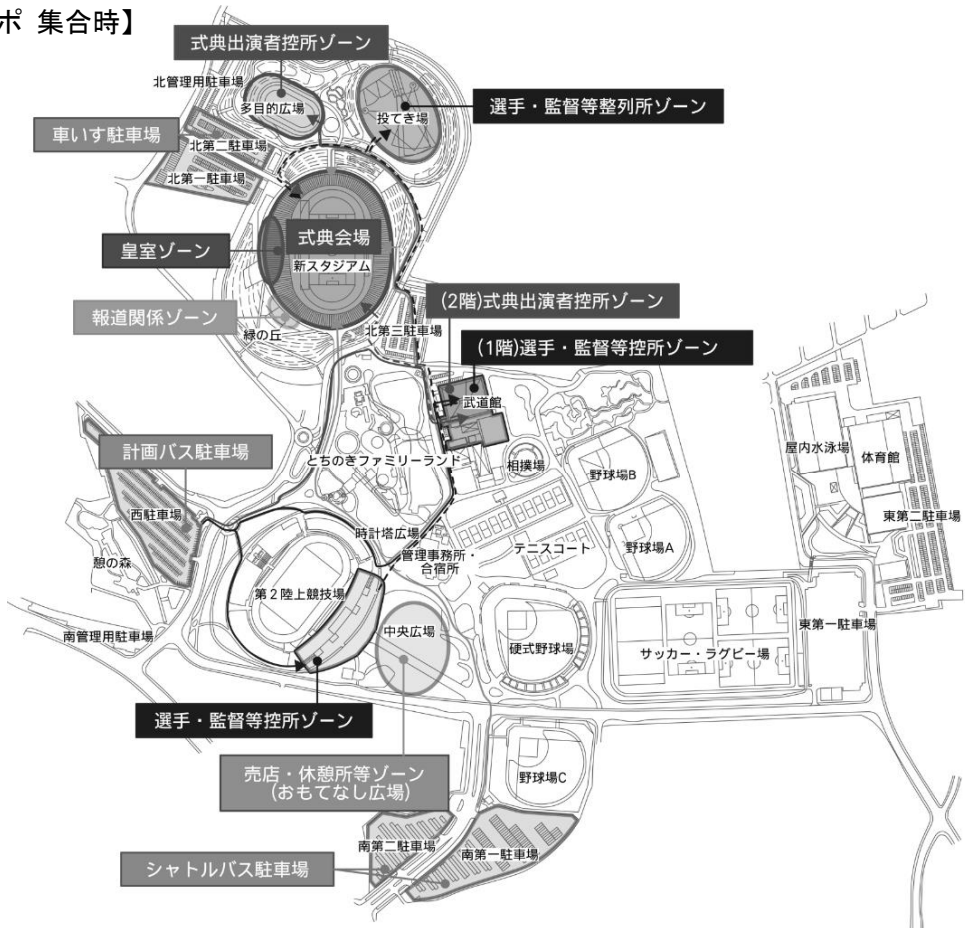 ポ 集合時】
式典出演者控所ゾーン
北管理用駐車場
多目的広場
選手・監督等整列所ゾーン
投てき場
車いす駐車場
北第二駐車場
北第一駐車場
皇室ゾーン
式典会場
新スタジアム
(2階)式典出演者控所ゾーン
報道関係ゾーン
緑の丘
北第三駐車場
(1階)選手・監督等控所ゾーン
武道館
計画バス駐車場
とちのきファミリーランド
相撲場
野球場B
屋内水泳場
体育館
西駐車場
東第二駐車場
時計塔広場
憩の森
管理事務所・
合宿所
テニスコート
野球場A
第2陸上競技場
南管理用駐車場
中央広場
硬式野球場
サッカー・ラグビー場
東第一駐車場
選手・監督等控所ゾーン
売店・休憩所等ゾーン
(おもてなし広場)
野球場C
南第二駐車場
南第一駐車場
シャトルバス駐車場